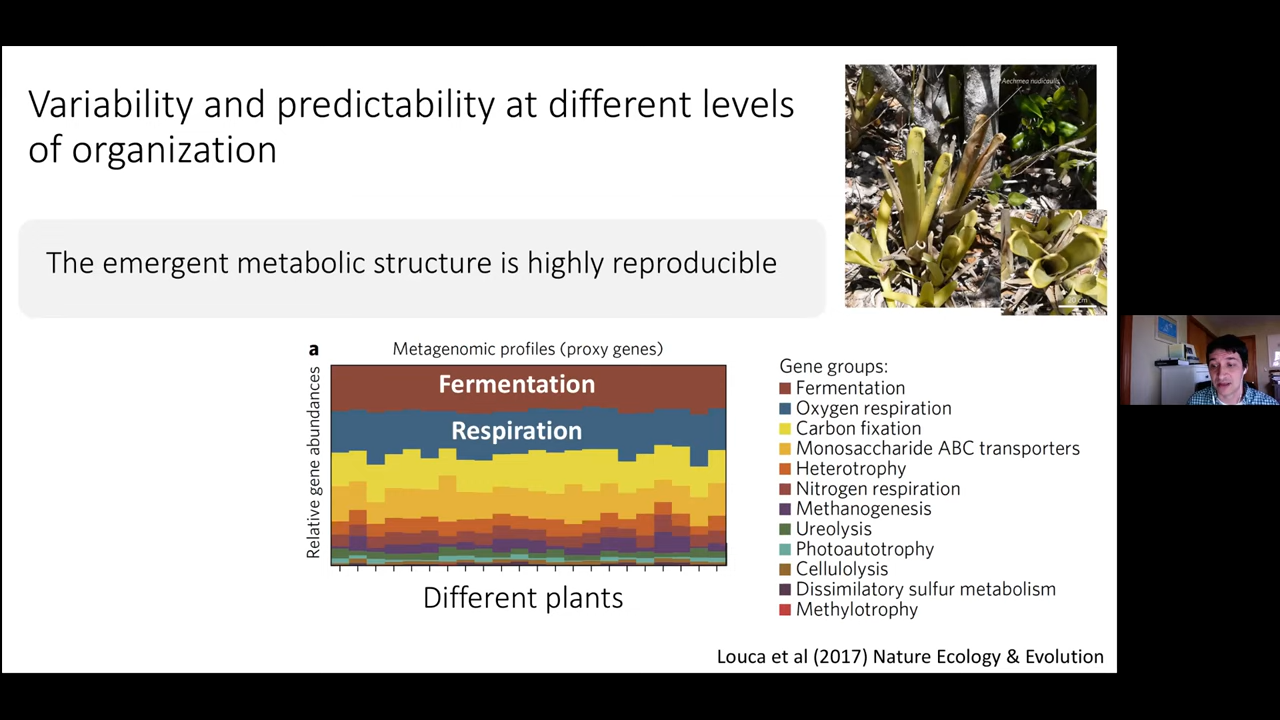 Variability and predictability at different levels
of organization
Aechmea nudicaulis
The emergent metabolic structure is highly reproducible
20 cm
a
Metagenomic profiles (proxy genes)
Relative gene abundances
Fermentation
Respiration
Different plants
Gene groups:
Fermentation
Oxygen respiration
Carbon fixation
Monosaccharide ABC transporters
Heterotrophy
Nitrogen respiration
Methanogenesis
Ureolysis
Photoautotrophy
Cellulolysis
Dissimilatory sulfur metabolism
Methylotrophy
Louca et al (2017) Nature Ecology & Evolution